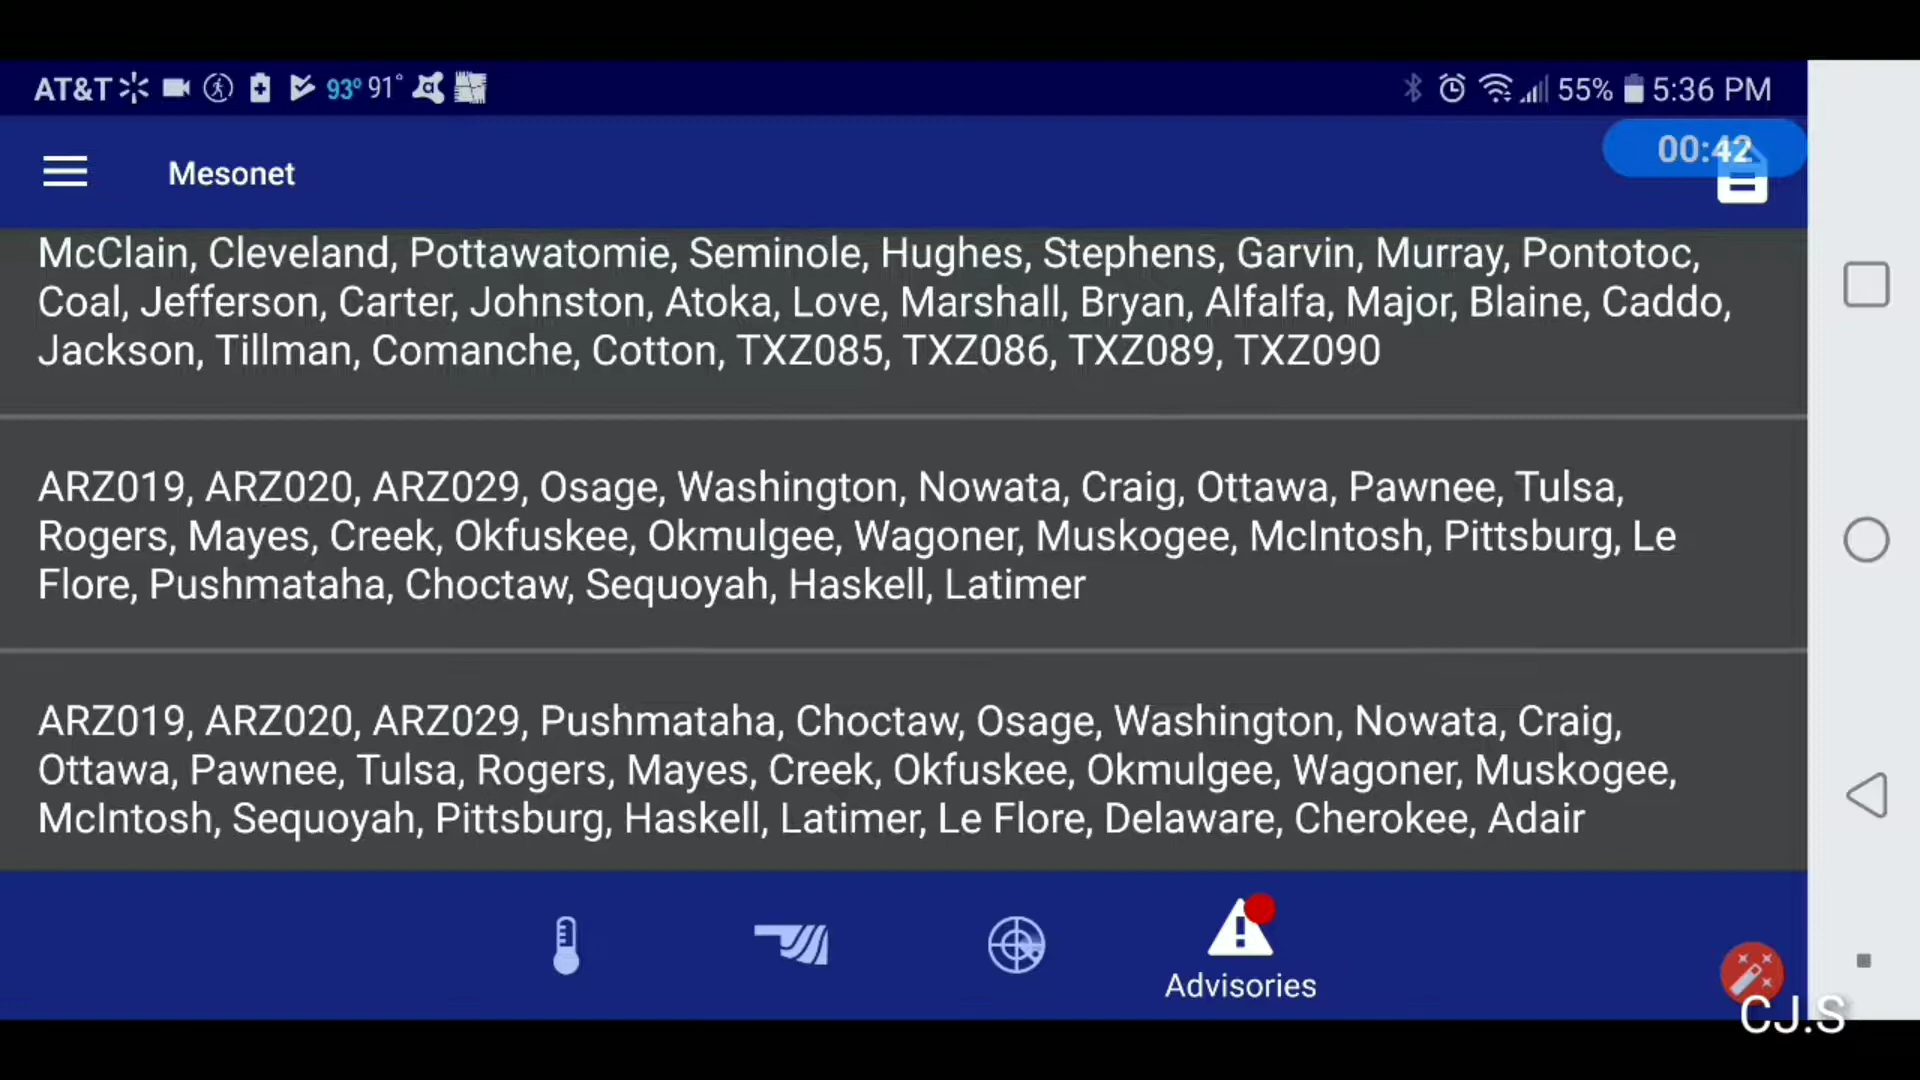 AT&T 93° 91° 55% 5:36 PM
00:42
Mesonet
McClain, Cleveland, Pottawatomie, Seminole, Hughes, Stephens, Garvin, Murray, Pontotoc,
Coal, Jefferson, Carter, Johnston, Atoka, Love, Marshall, Bryan, Alfalfa, Major, Blaine, Caddo,
Jackson, Tillman, Comanche, Cotton, TXZ085, TXZ086, TXZ089, TXZ090
ARZ019, ARZ020, ARZ029, Osage, Washington, Nowata, Craig, Ottawa, Pawnee, Tulsa,
Rogers, Mayes, Creek, Okfuskee, Okmulgee, Wagoner, Muskogee, McIntosh, Pittsburg, Le
Flore, Pushmataha, Choctaw, Sequoyah, Haskell, Latimer
ARZ019, ARZ020, ARZ029, Pushmataha, Choctaw, Osage, Washington, Nowata, Craig,
Ottawa, Pawnee, Tulsa, Rogers, Mayes, Creek, Okfuskee, Okmulgee, Wagoner, Muskogee,
McIntosh, Sequoyah, Pittsburg, Haskell, Latimer, Le Flore, Delaware, Cherokee, Adair
Advisories
CJ.S